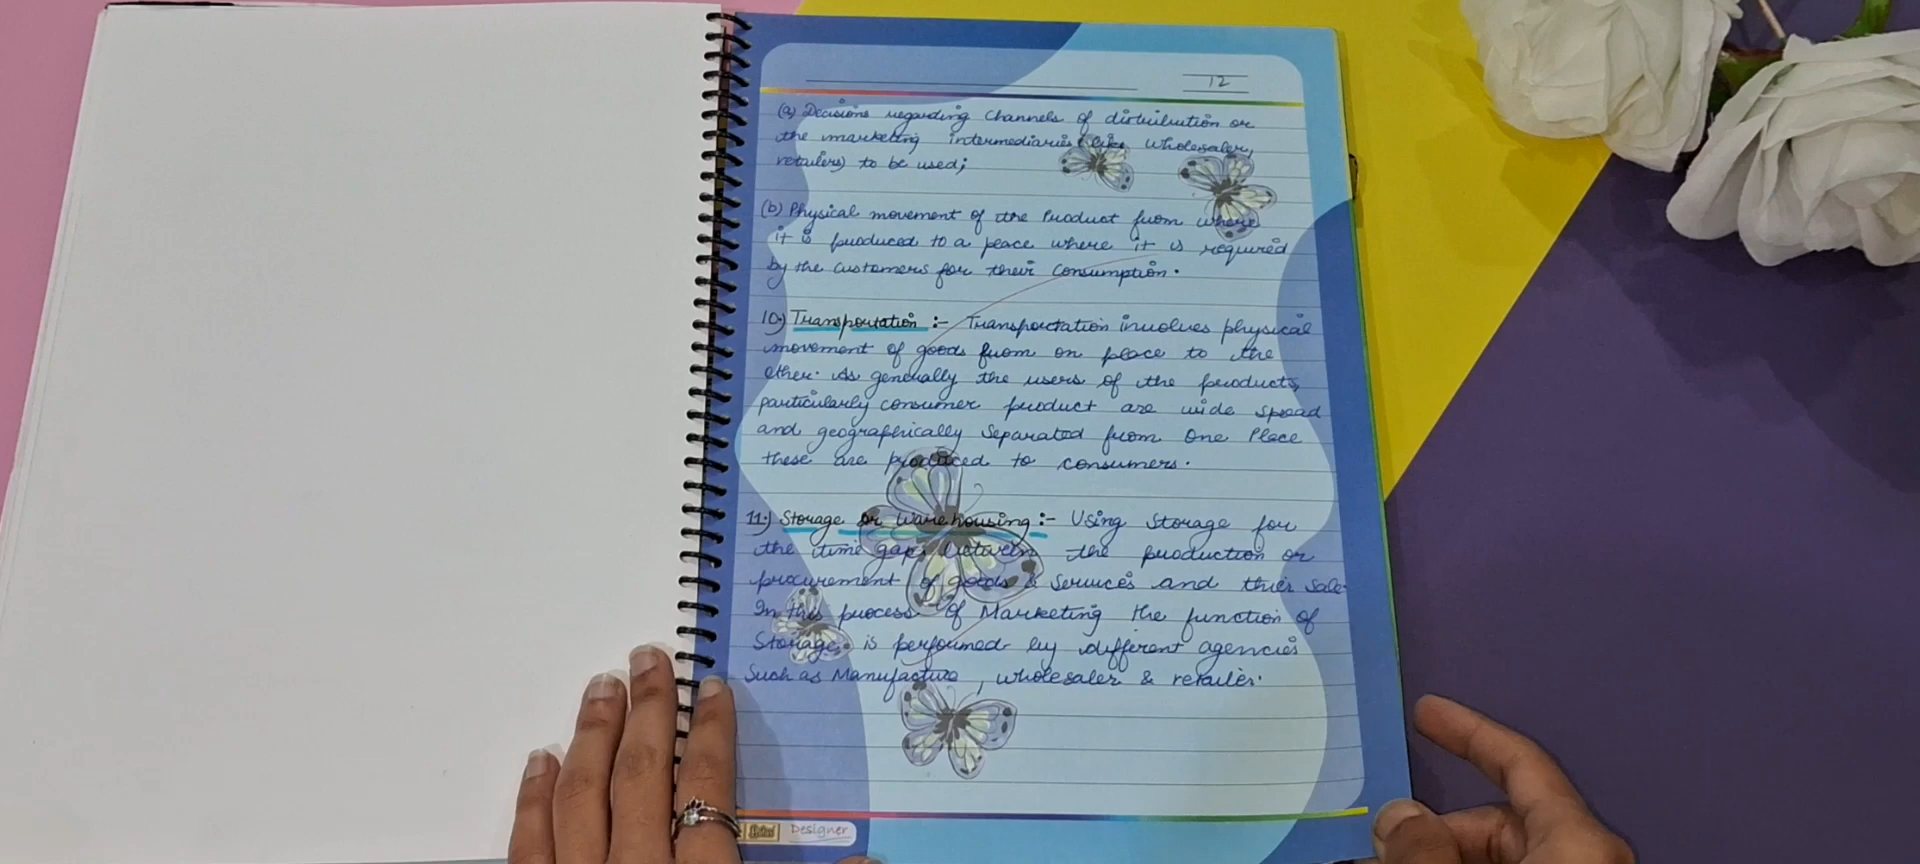 12
(a) Decisions regarding Channels of distribution or
the marketing intermediaries (like wholesaler,
retailers) to be used;
(b) Physical movement of the Product from where
it is produced to a peace where it is required
by the customers for their consumption.
10.) Transportation :- Transportation involves physical
movement of goods from on place to the
other. As generally the users of the products,
particularly consumer product are wide spread
and geographically Separated from One Place
these are produced to consumers.
11.) Storage or Warehousing :- Using Storage for
the time gap, between the production or
procurement of goods & Services and thier sale.
In this process of Marketing the function of
Storage, is performed by different agencies
Such as Manufacture, wholesaler & retailer.
Designer